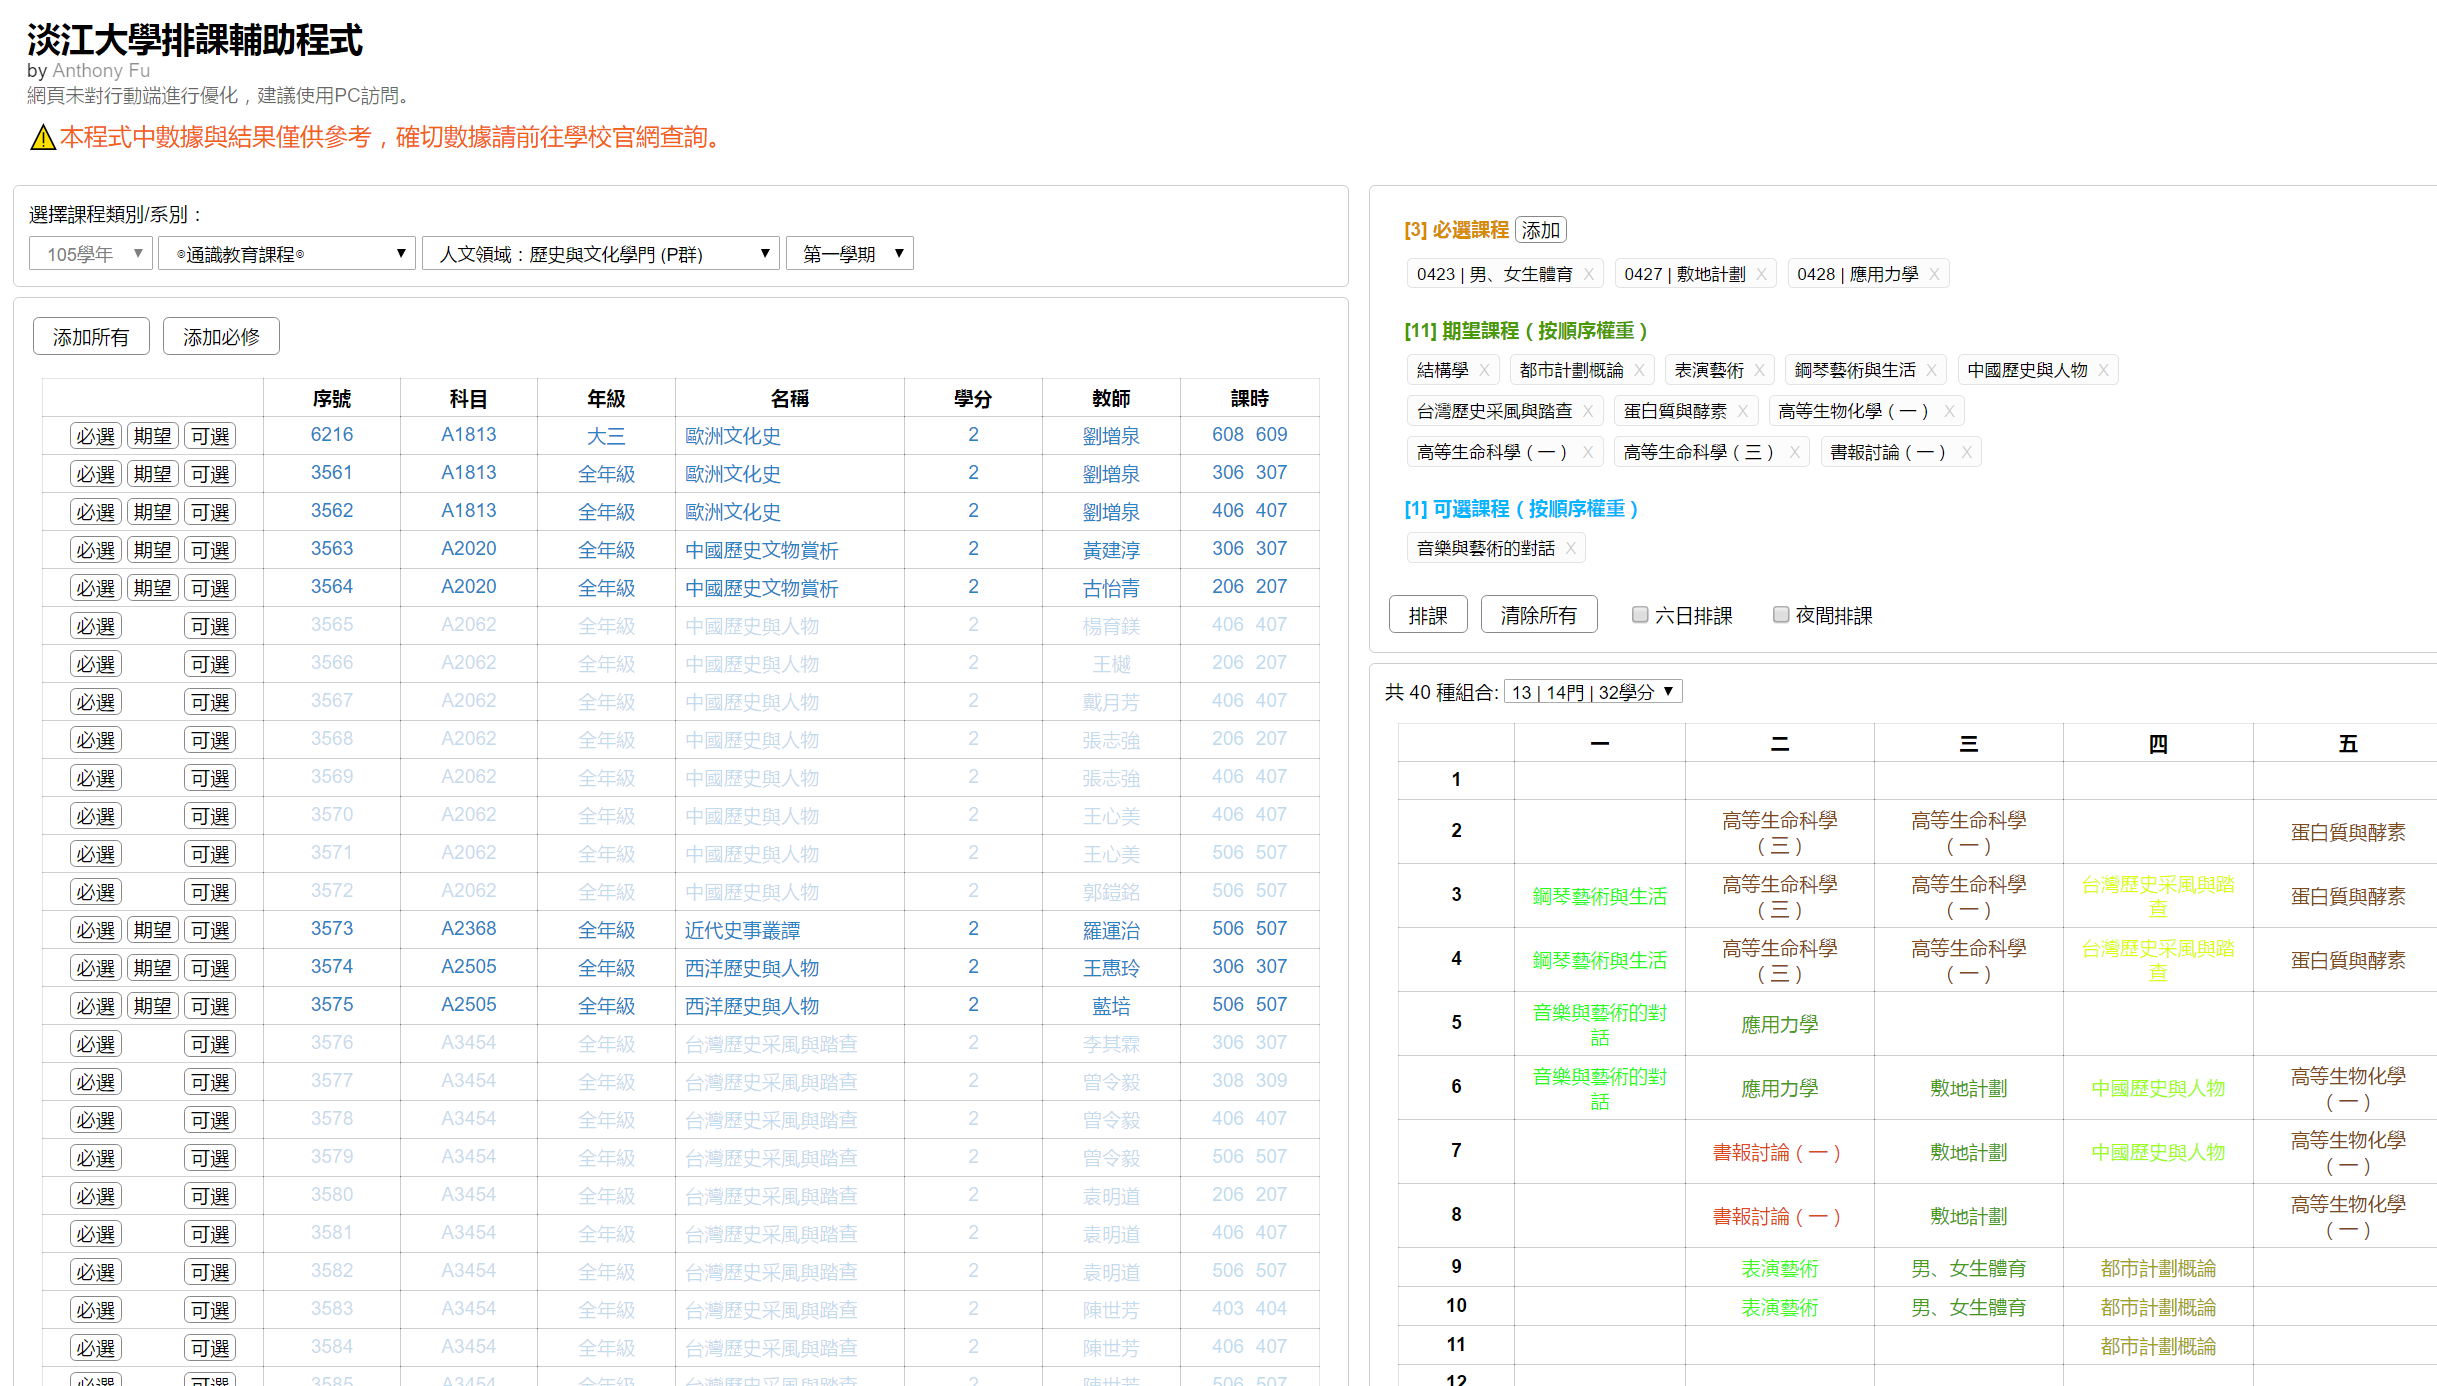 淡江大學排課輔助程式
by Anthony Fu
網頁未對行動端進行優化，建議使用PC訪問。
本程式中數據與結果僅供參考，確切數據請前往學校官網查詢。
選擇課程類別/系別：
105學年 ◎通識教育課程◎ 人文領域：歷史與文化學門 (P群) 第一學期
添加所有 添加必修
序號 科目 年級 名稱 學分 教師 課時
必選 期望 可選 6216 A1813 大三 歐洲文化史 2 劉增泉 608 609
必選 期望 可選 3561 A1813 全年級 歐洲文化史 2 劉增泉 306 307
必選 期望 可選 3562 A1813 全年級 歐洲文化史 2 劉增泉 406 407
必選 期望 可選 3563 A2020 全年級 中國歷史文物賞析 2 黃建淳 306 307
必選 期望 可選 3564 A2020 全年級 中國歷史文物賞析 2 古怡青 206 207
必選 可選 3565 A2062 全年級 中國歷史與人物 2 楊育鎂 406 407
必選 可選 3566 A2062 全年級 中國歷史與人物 2 王樾 206 207
必選 可選 3567 A2062 全年級 中國歷史與人物 2 戴月芳 406 407
必選 可選 3568 A2062 全年級 中國歷史與人物 2 張志強 206 207
必選 可選 3569 A2062 全年級 中國歷史與人物 2 張志強 406 407
必選 可選 3570 A2062 全年級 中國歷史與人物 2 王心美 406 407
必選 可選 3571 A2062 全年級 中國歷史與人物 2 王心美 506 507
必選 可選 3572 A2062 全年級 中國歷史與人物 2 郭鎧銘 506 507
必選 期望 可選 3573 A2368 全年級 近代史事叢譚 2 羅運治 506 507
必選 期望 可選 3574 A2505 全年級 西洋歷史與人物 2 王惠玲 306 307
必選 期望 可選 3575 A2505 全年級 西洋歷史與人物 2 藍培 506 507
必選 可選 3576 A3454 全年級 台灣歷史采風與踏查 2 李其霖 306 307
必選 可選 3577 A3454 全年級 台灣歷史采風與踏查 2 曾令毅 308 309
必選 可選 3578 A3454 全年級 台灣歷史采風與踏查 2 曾令毅 406 407
必選 可選 3579 A3454 全年級 台灣歷史采風與踏查 2 曾令毅 506 507
必選 可選 3580 A3454 全年級 台灣歷史采風與踏查 2 袁明道 206 207
必選 可選 3581 A3454 全年級 台灣歷史采風與踏查 2 袁明道 406 407
必選 可選 3582 A3454 全年級 台灣歷史采風與踏查 2 袁明道 506 507
必選 可選 3583 A3454 全年級 台灣歷史采風與踏查 2 陳世芳 403 404
必選 可選 3584 A3454 全年級 台灣歷史采風與踏查 2 陳世芳 406 407
必選 可選 3585 A3454 全年級 台灣歷史采風與踏查 2 陳世芳 506 507
[3] 必選課程 添加
0423 | 男、女生體育 X 0427 | 敷地計劃 X 0428 | 應用力學 X
[11] 期望課程（按順序權重）
結構學 X 都市計劃概論 X 表演藝術 X 鋼琴藝術與生活 X 中國歷史與人物 X
台灣歷史采風與踏查 X 蛋白質與酵素 X 高等生物化學（一） X
高等生命科學（一） X 高等生命科學（三） X 書報討論（一） X
[1] 可選課程（按順序權重）
音樂與藝術的對話 X
排課 清除所有 六日排課 夜間排課
共 40 種組合: 13 | 14門 | 32學分
一 二 三 四 五
1
2 高等生命科學（三） 高等生命科學（一） 蛋白質與酵素
3 鋼琴藝術與生活 高等生命科學（三） 高等生命科學（一） 台灣歷史采風與踏查 蛋白質與酵素
4 鋼琴藝術與生活 高等生命科學（三） 高等生命科學（一） 台灣歷史采風與踏查 蛋白質與酵素
5 音樂與藝術的對話 應用力學
6 音樂與藝術的對話 應用力學 敷地計劃 中國歷史與人物 高等生物化學（一）
7 書報討論（一） 敷地計劃 中國歷史與人物 高等生物化學（一）
8 書報討論（一） 敷地計劃 高等生物化學（一）
9 表演藝術 男、女生體育 都市計劃概論
10 表演藝術 男、女生體育 都市計劃概論
11 都市計劃概論
12